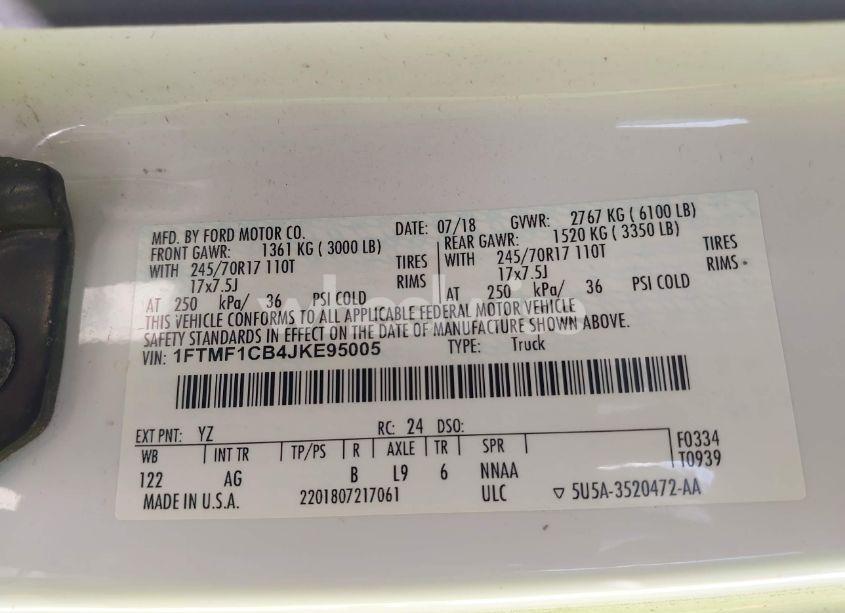 MFD. BY FORD MOTOR CO. DATE: 07/18 GVWR: 2767 KG ( 6100 LB)
FRONT GAWR: 1361 KG ( 3000 LB) REAR GAWR: 1520 KG ( 3350 LB)
WITH 245/70R17 110T TIRES WITH 245/70R17 110T TIRES
17x7.5J RIMS 17x7.5J RIMS
AT 250 kPa/ 36 PSI COLD AT 250 kPa/ 36 PSI COLD
THIS VEHICLE CONFORMS TO ALL APPLICABLE FEDERAL MOTOR VEHICLE
SAFETY STANDARDS IN EFFECT ON THE DATE OF MANUFACTURE SHOWN ABOVE.
VIN: 1FTMF1CB4JKE95005 TYPE: Truck
EXT PNT: YZ RC: 24 DSO: F0334
WB INT TR TP/PS R AXLE TR SPR T0939
122 AG B L9 6 NNAA
MADE IN U.S.A. 2201807217061 ULC ▽ 5U5A-3520472-AA